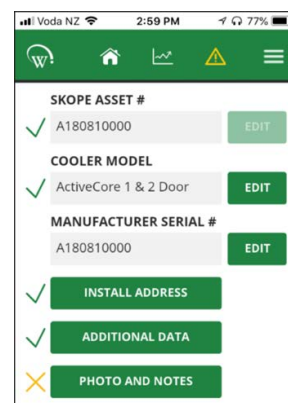 Voda NZ 2:59 PM 77%
W
SKOPE ASSET #
A180810000 EDIT
COOLER MODEL
ActiveCore 1 & 2 Door EDIT
MANUFACTURER SERIAL #
A180810000 EDIT
INSTALL ADDRESS
ADDITIONAL DATA
PHOTO AND NOTES